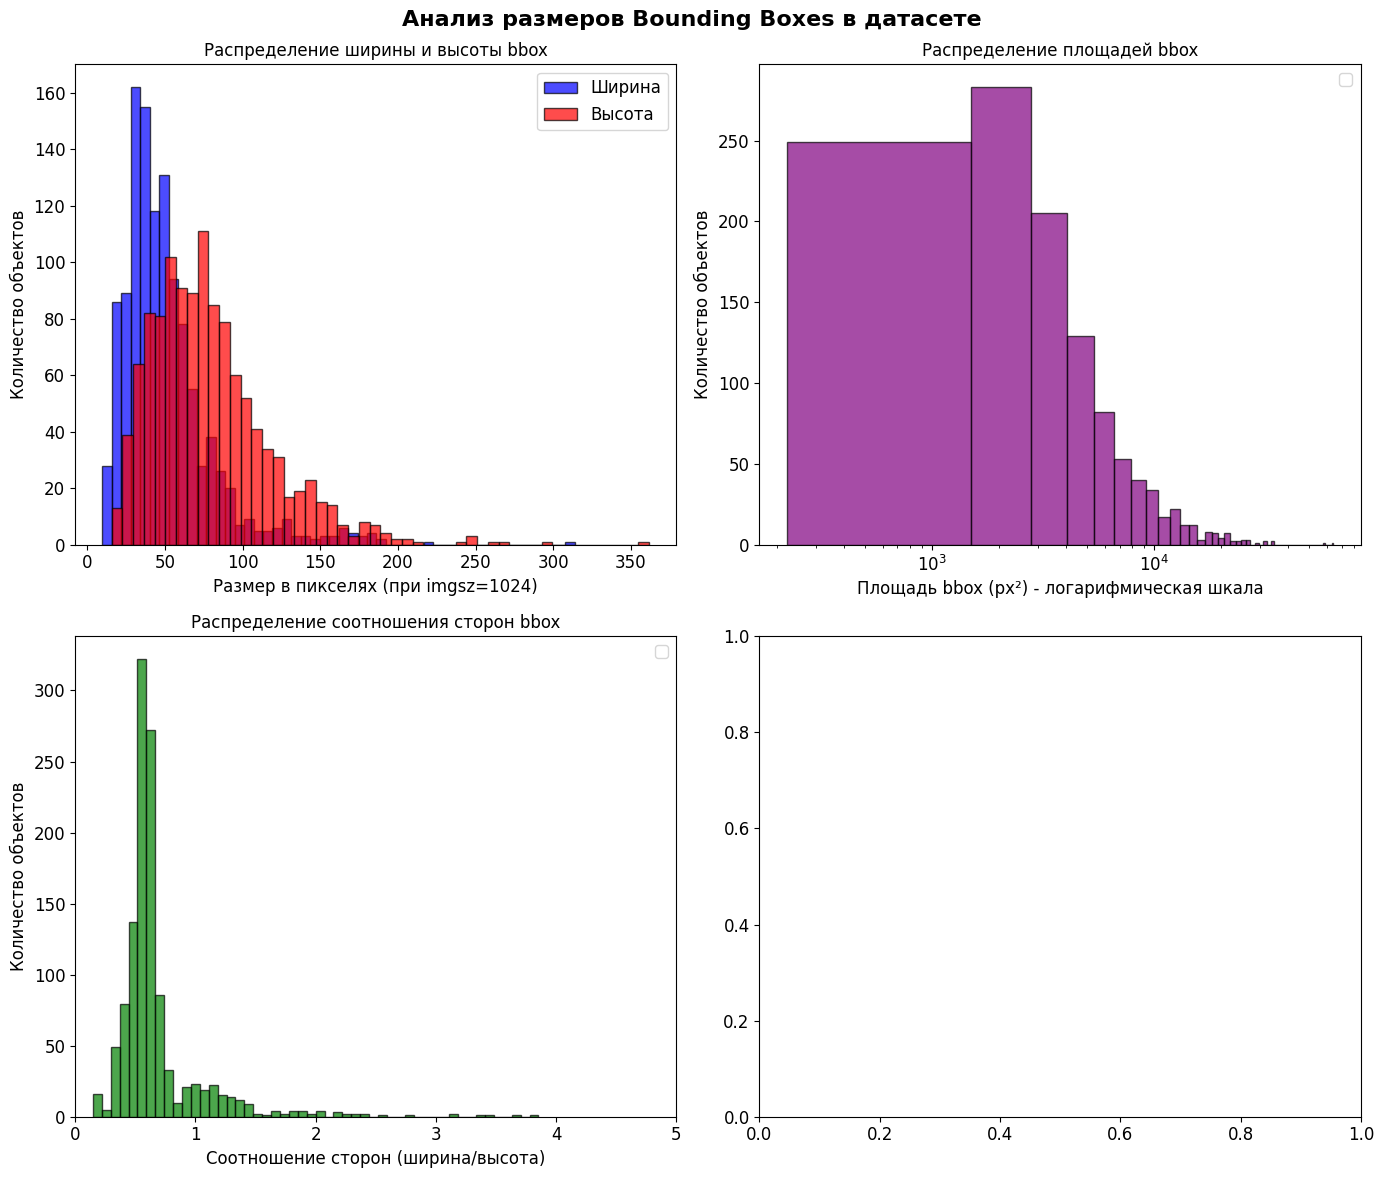 Анализ размеров Bounding Boxes в датасете
Распределение ширины и высоты bbox
Количество объектов
160
140
120
100
80
60
40
20
0
Ширина
Высота
0 50 100 150 200 250 300 350
Размер в пикселях (при imgsz=1024)
Распределение площадей bbox
Количество объектов
250
200
150
100
50
0
10³ 10⁴
Площадь bbox (px²) - логарифмическая шкала
Распределение соотношения сторон bbox
Количество объектов
300
250
200
150
100
50
0
0 1 2 3 4 5
Соотношение сторон (ширина/высота)
1.0
0.8
0.6
0.4
0.2
0.0
0.0 0.2 0.4 0.6 0.8 1.0